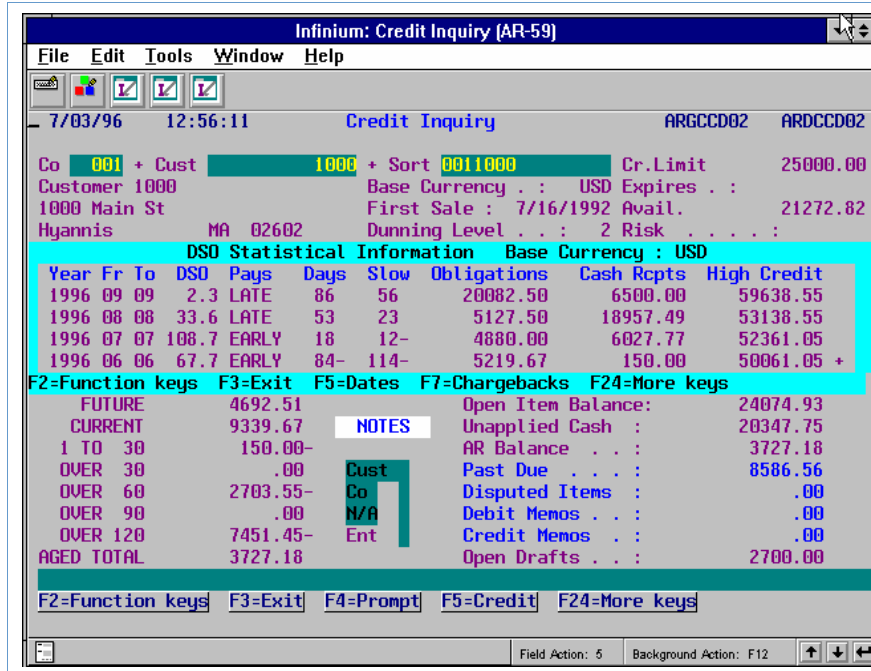 Infinium: Credit Inquiry (AR-59)
File Edit Tools Window Help
7/03/96 12:56:11 Credit Inquiry ARGCCD02 ARDCCD02
Co 001 + Cust 1000 + Sort 0011000 Cr.Limit 25000.00
Customer 1000 Base Currency . : USD Expires . :
1000 Main St First Sale : 7/16/1992 Avail. 21272.82
Hyannis MA 02602 Dunning Level . . : 2 Risk . . . . :
DSO Statistical Information Base Currency : USD
Year Fr To DSO Pays Days Slow Obligations Cash Rcpts High Credit
1996 09 09 2.3 LATE 86 56 20082.50 6500.00 59638.55
1996 08 08 33.6 LATE 53 23 5127.50 18957.49 53138.55
1996 07 07 108.7 EARLY 18 12- 4880.00 6027.77 52361.05
1996 06 06 67.7 EARLY 84- 114- 5219.67 150.00 50061.05 +
F2=Function keys F3=Exit F5=Dates F7=Chargebacks F24=More keys
FUTURE 4692.51 Open Item Balance: 24074.93
CURRENT 9339.67 NOTES Unapplied Cash : 20347.75
1 TO 30 150.00- AR Balance . . : 3727.18
OVER 30 .00 Cust Past Due . . . : 8586.56
OVER 60 2703.55- Co Disputed Items : .00
OVER 90 .00 N/A Debit Memos . . : .00
OVER 120 7451.45- Ent Credit Memos . : .00
AGED TOTAL 3727.18 Open Drafts . . : 2700.00
F2=Function keys F3=Exit F4=Prompt F5=Credit F24=More keys
Field Action: 5 Background Action: F12